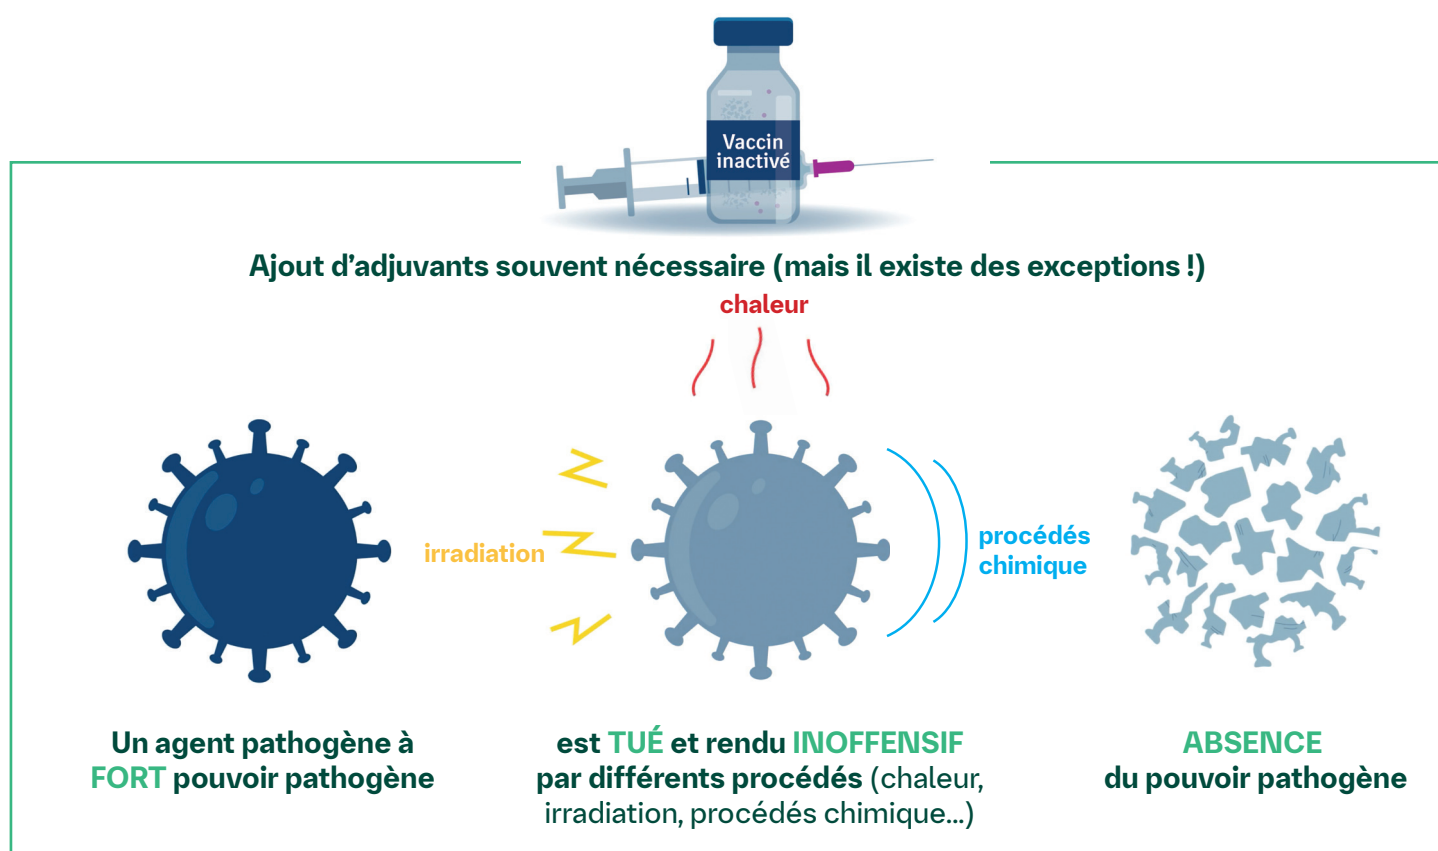 Vaccin
inactivé
Ajout d’adjuvants souvent nécessaire (mais il existe des exceptions !)
chaleur
irradiation
procédés
chimique
Un agent pathogène à
FORT pouvoir pathogène
est TUÉ et rendu INOFFENSIF
par différents procédés (chaleur,
irradiation, procédés chimique...)
ABSENCE
du pouvoir pathogène